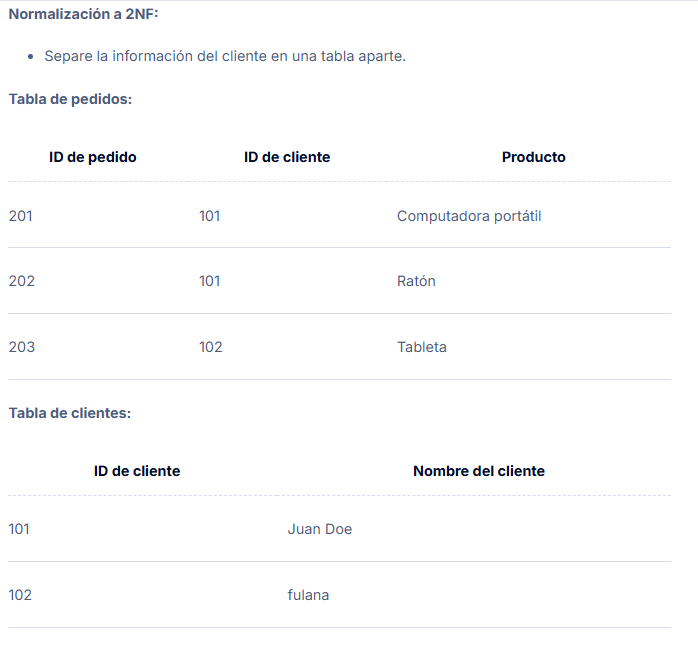 Normalización a 2NF:
• Separe la información del cliente en una tabla aparte.
Tabla de pedidos:
ID de pedido ID de cliente Producto
201 101 Computadora portátil
202 101 Ratón
203 102 Tableta
Tabla de clientes:
ID de cliente Nombre del cliente
101 Juan Doe
102 fulana